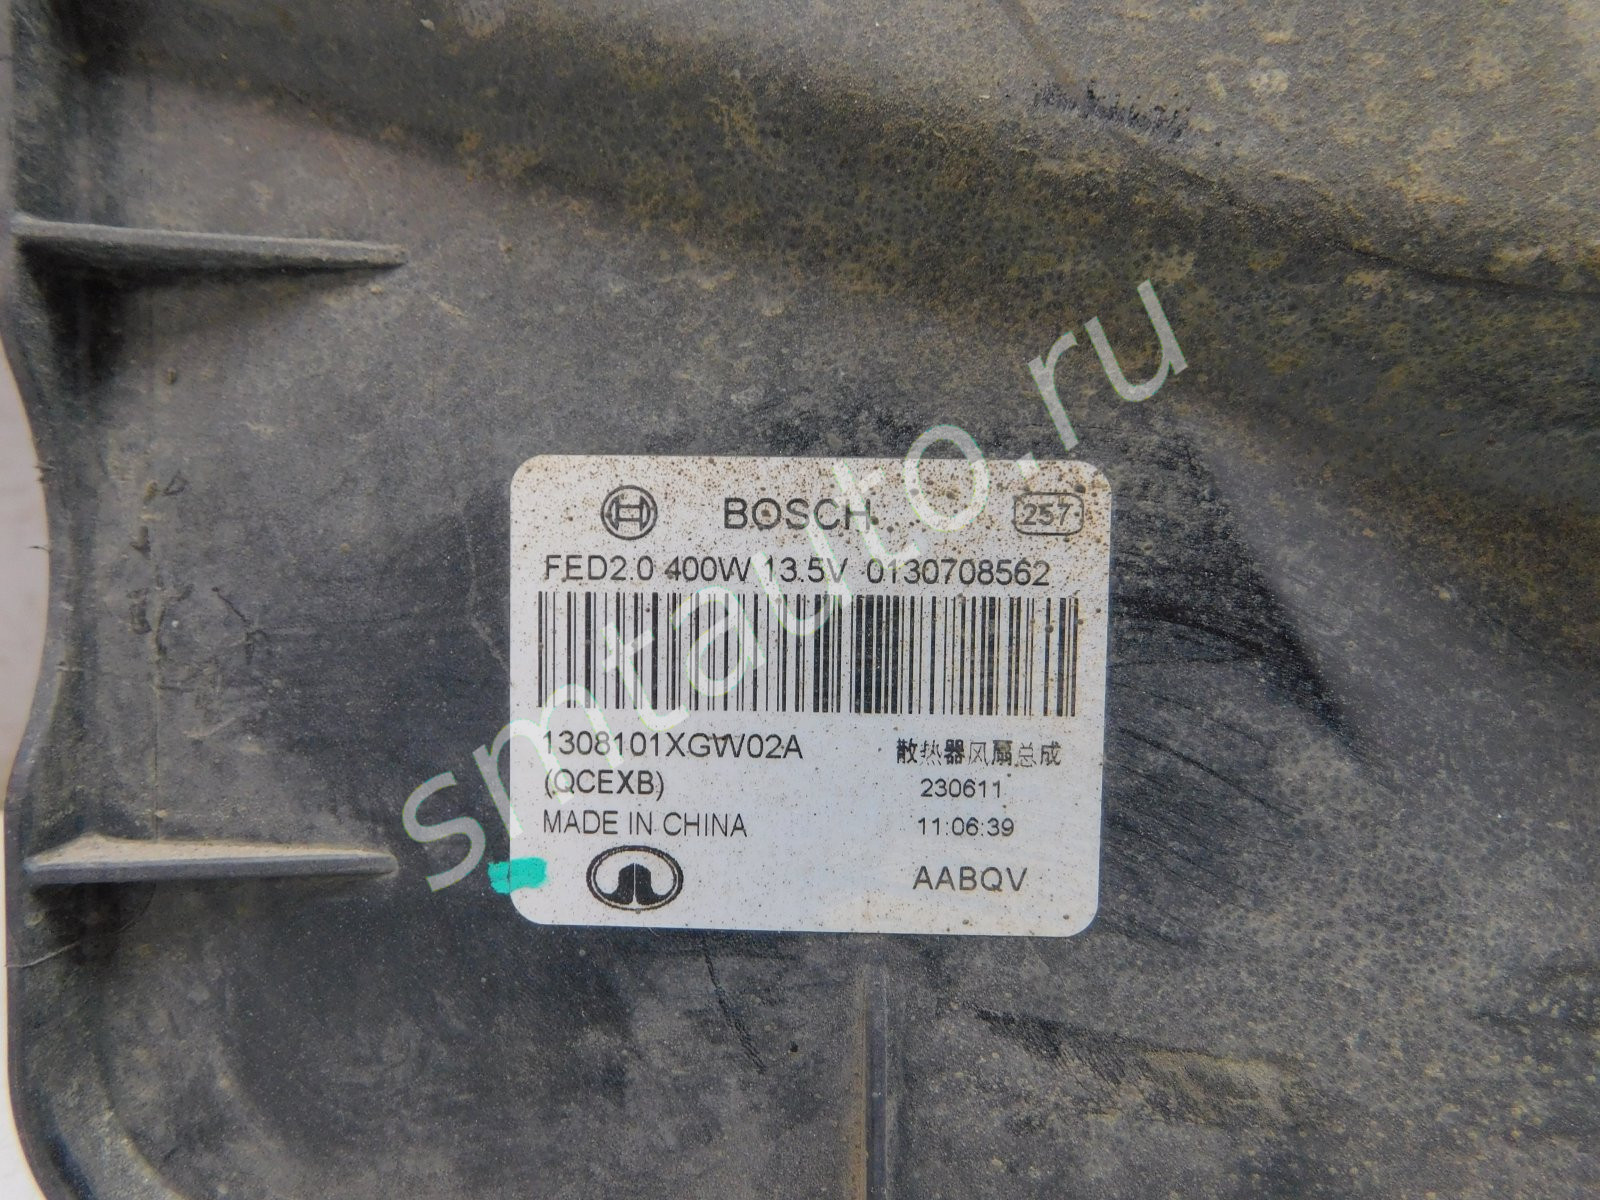 BOSCH 257
FED2.0 400W 13.5V 0130708562
1308101XGW02A 散热器风扇总成
(QCEXB) 230611
MADE IN CHINA 11:06:39
AABQV
smtauto.ru